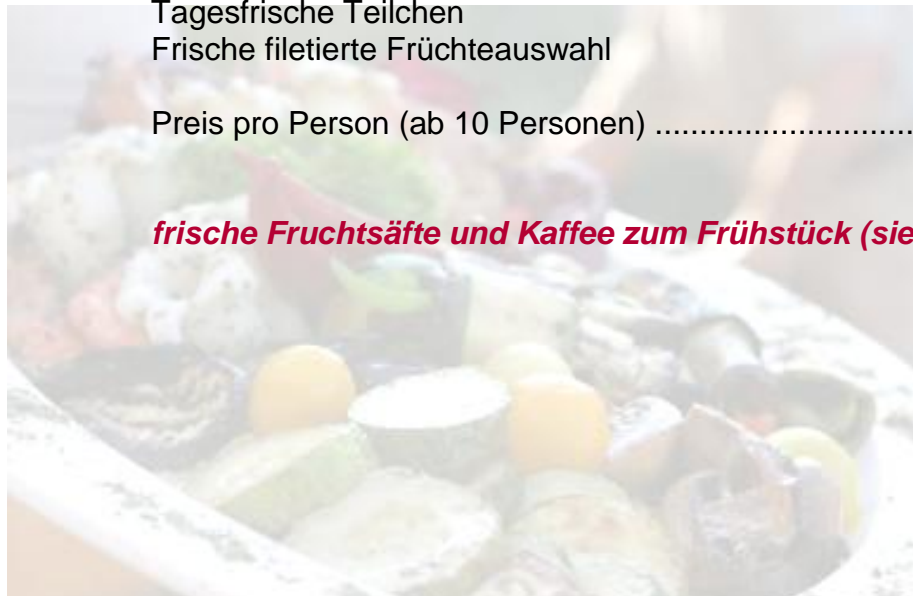 Tagesfrische Teilchen
Frische filetierte Früchteauswahl
Preis pro Person (ab 10 Personen) ..............................
frische Fruchtsäfte und Kaffee zum Frühstück (sie